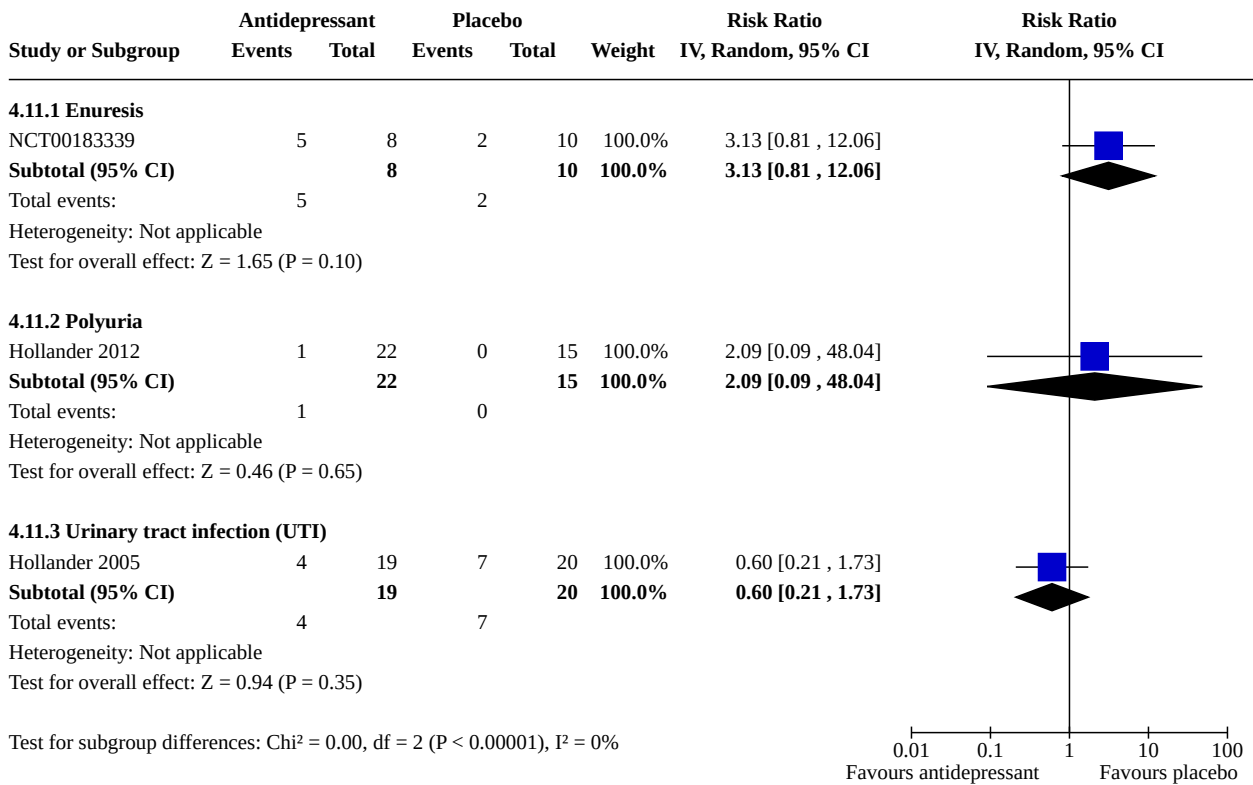 Antidepressant Placebo Risk Ratio Risk Ratio
Study or Subgroup Events Total Events Total Weight IV, Random, 95% CI IV, Random, 95% CI
4.11.1 Enuresis
NCT00183339 5 8 2 10 100.0% 3.13 [0.81 , 12.06]
Subtotal (95% CI) 8 10 100.0% 3.13 [0.81 , 12.06]
Total events: 5 2
Heterogeneity: Not applicable
Test for overall effect: Z = 1.65 (P = 0.10)
4.11.2 Polyuria
Hollander 2012 1 22 0 15 100.0% 2.09 [0.09 , 48.04]
Subtotal (95% CI) 22 15 100.0% 2.09 [0.09 , 48.04]
Total events: 1 0
Heterogeneity: Not applicable
Test for overall effect: Z = 0.46 (P = 0.65)
4.11.3 Urinary tract infection (UTI)
Hollander 2005 4 19 7 20 100.0% 0.60 [0.21 , 1.73]
Subtotal (95% CI) 19 20 100.0% 0.60 [0.21 , 1.73]
Total events: 4 7
Heterogeneity: Not applicable
Test for overall effect: Z = 0.94 (P = 0.35)
Test for subgroup differences: Chi² = 0.00, df = 2 (P < 0.00001), I² = 0%
0.01 0.1 1 10 100
Favours antidepressant Favours placebo